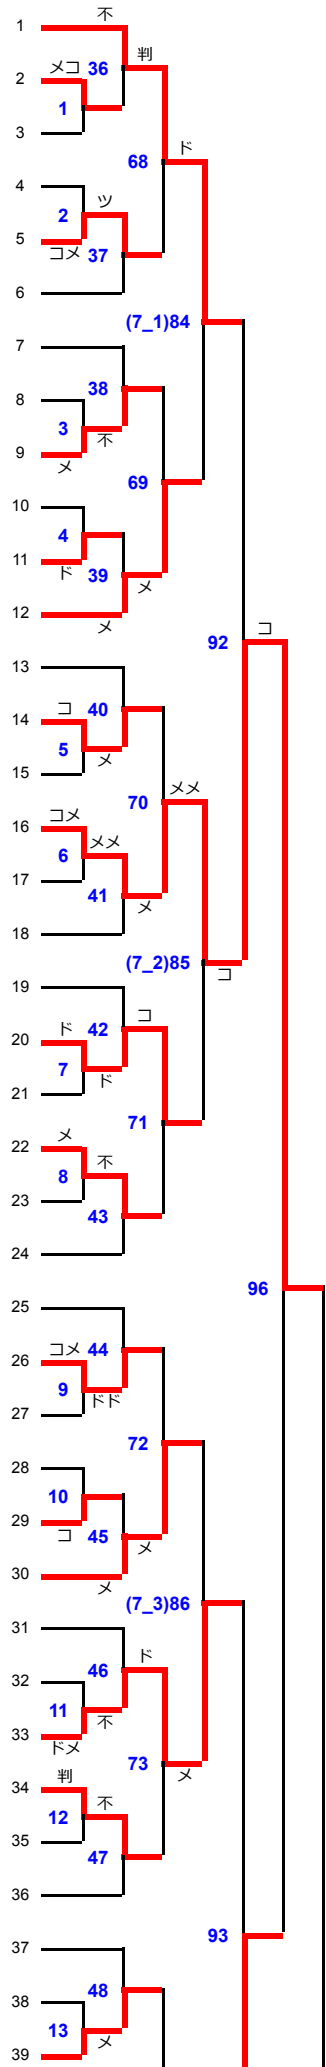 不
1
判
メコ
36
2
1
3
ド
68
4
ツ
2
5
コメ
37
6
(7_1)84
7
38
8
3
不
9
メ
69
10
4
11
ド
39
メ
12
メ
コ
92
13
コ
40
14
5
メ
15
メメ
70
コメ
16
メメ
6
17
41
メ
18
(7_2)85
コ
19
コ
ド
42
20
7
ド
21
71
メ
22
不
8
23
43
24
96
25
コメ
44
26
9
ドド
27
72
28
10
29
コ
45
メ
30
メ
(7_3)86
31
ド
46
32
11
不
33
ドメ
73
メ
判
34
不
12
35
47
36
93
37
48
38
13
メ
39